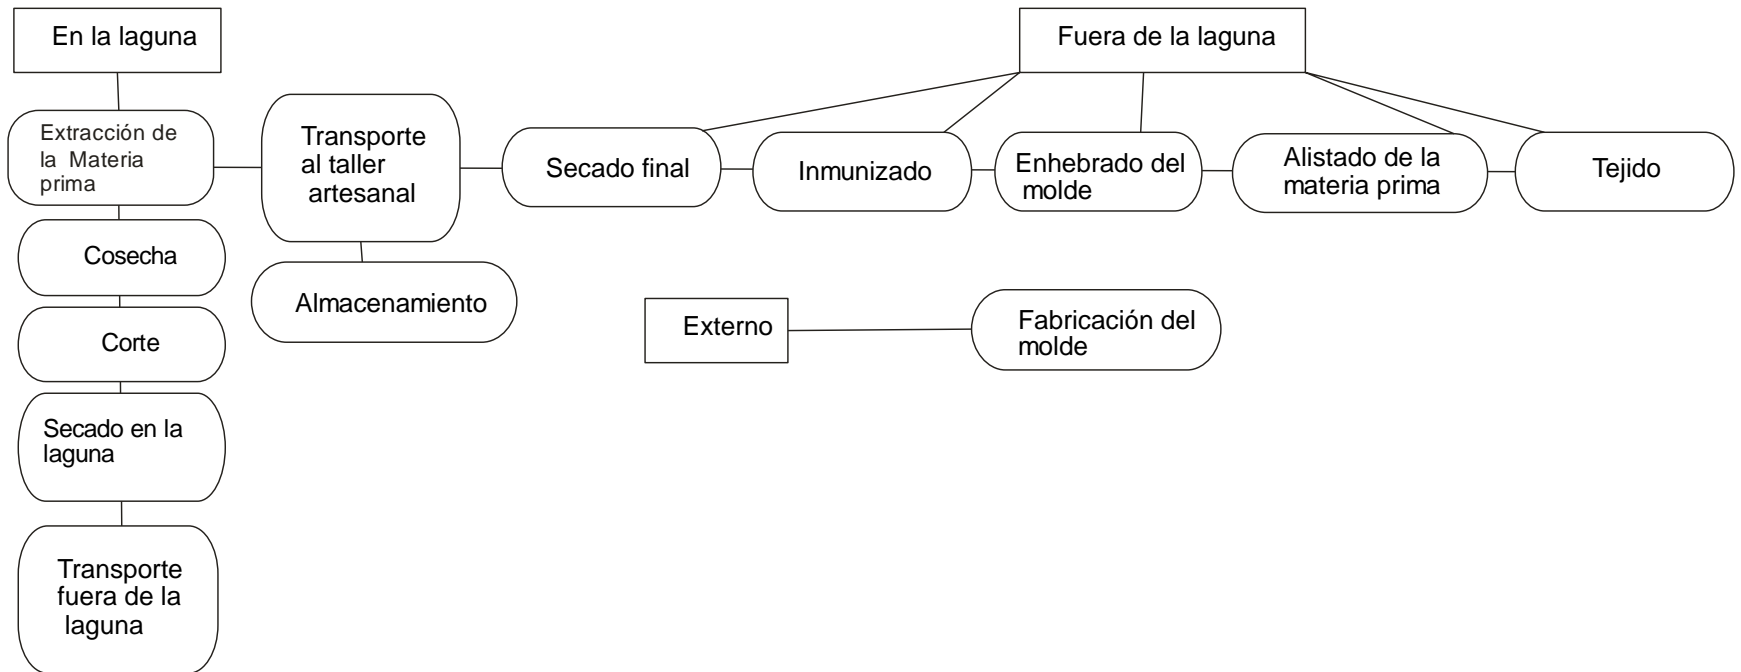 En la laguna
Fuera de la laguna
Extracción de
la Materia
prima
Transporte
al taller
artesanal
Secado final
Inmunizado
Enhebrado del
molde
Alistado de la
materia prima
Tejido
Cosecha
Almacenamiento
Corte
Externo
Fabricación del
molde
Secado en la
laguna
Transporte
fuera de la
laguna